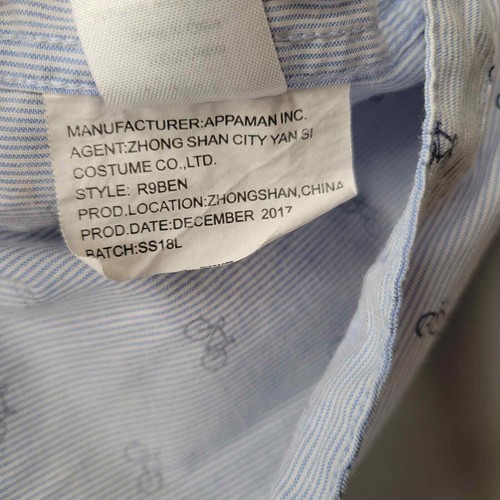 MANUFACTURER:APPAMAN INC.
AGENT:ZHONG SHAN CITY YAN SI
COSTUME CO.,LTD.
STYLE: R9BEN
PROD.LOCATION:ZHONGSHAN,CHINA
PROD.DATE:DECEMBER 2017
BATCH:SS18L